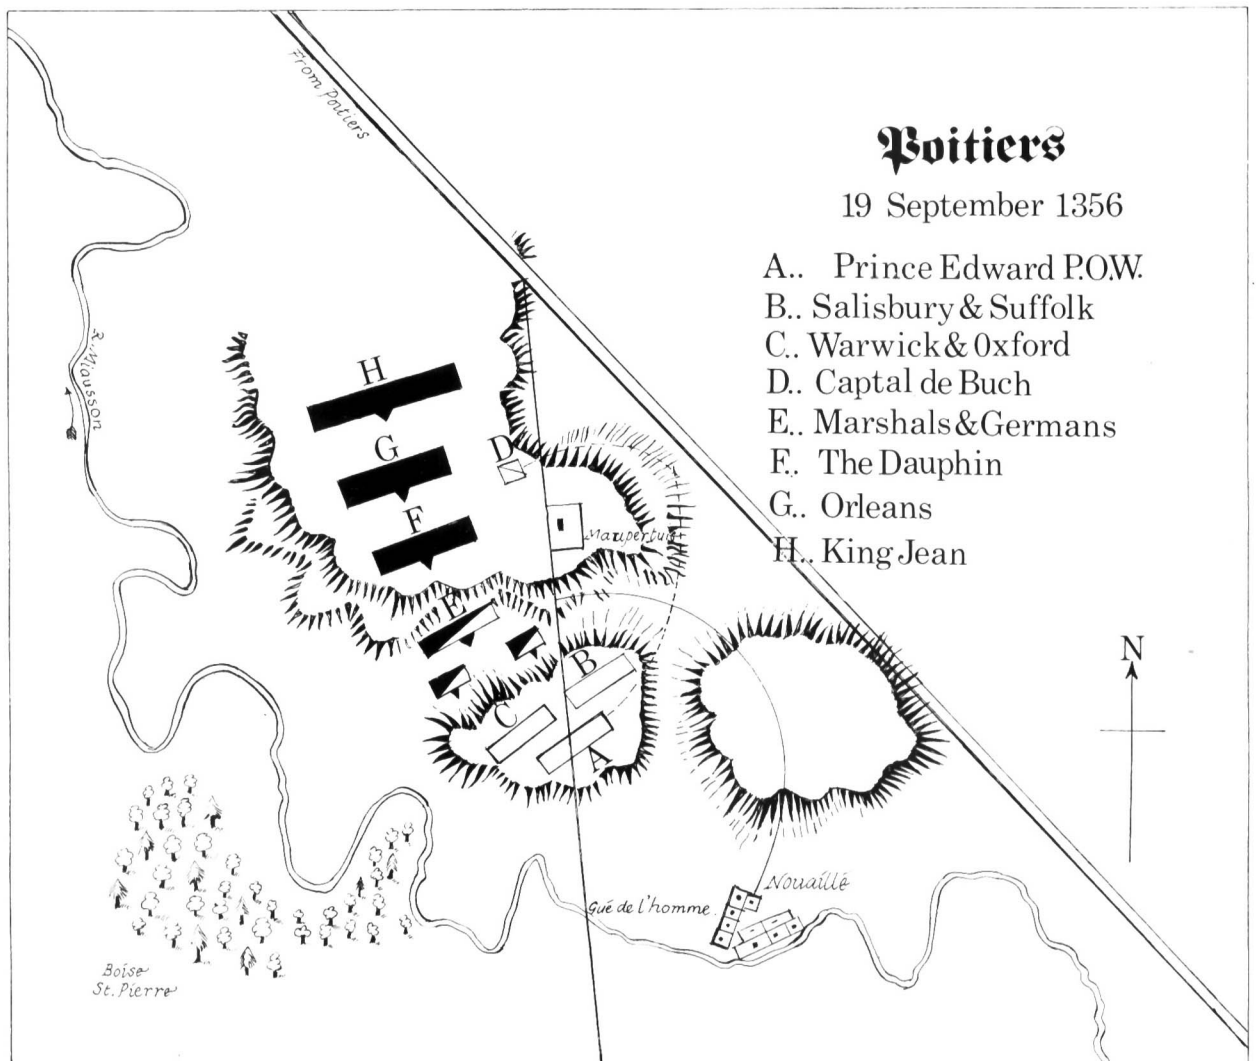 From Poitiers
Poitiers
19 September 1356
A.. Prince Edward P.O.W.
B.. Salisbury & Suffolk
C.. Warwick & Oxford
D.. Captal de Buch
E.. Marshals & Germans
F.. The Dauphin
G.. Orleans
H.. King Jean
R. Miausson
H
G
D
F
Maupertuis
E
B
C
A
N
Nouaillé
Gué de l'homme
Boise
St. Pierre